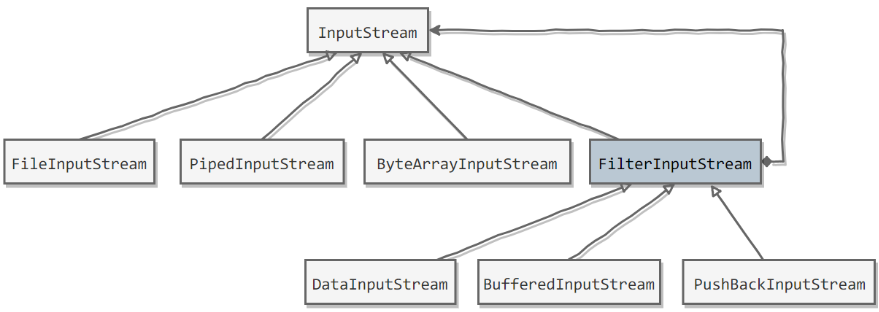 InputStream
FileInputStream
PipedInputStream
ByteArrayInputStream
FilterInputStream
DataInputStream
BufferedInputStream
PushBackInputStream